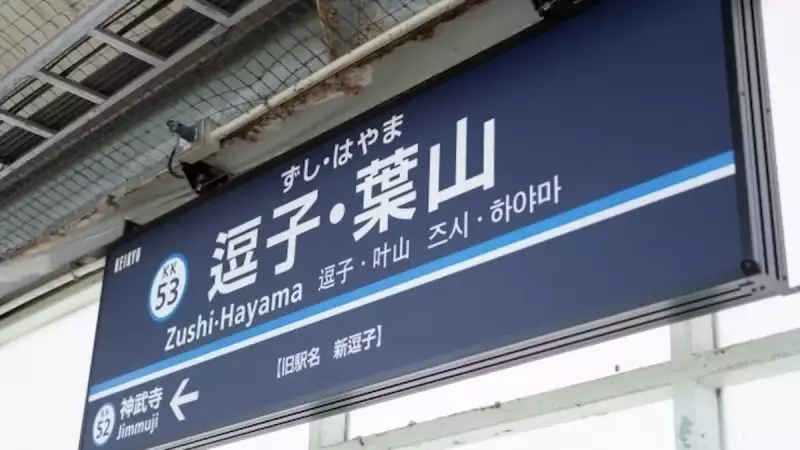 KEIKYU
ずし・はやま
KK 53 逗子・葉山
Zushi·Hayama 逗子・叶山 즈시・하야마
【旧駅名 新逗子】
KK 52 神武寺 ←
Jimmuji